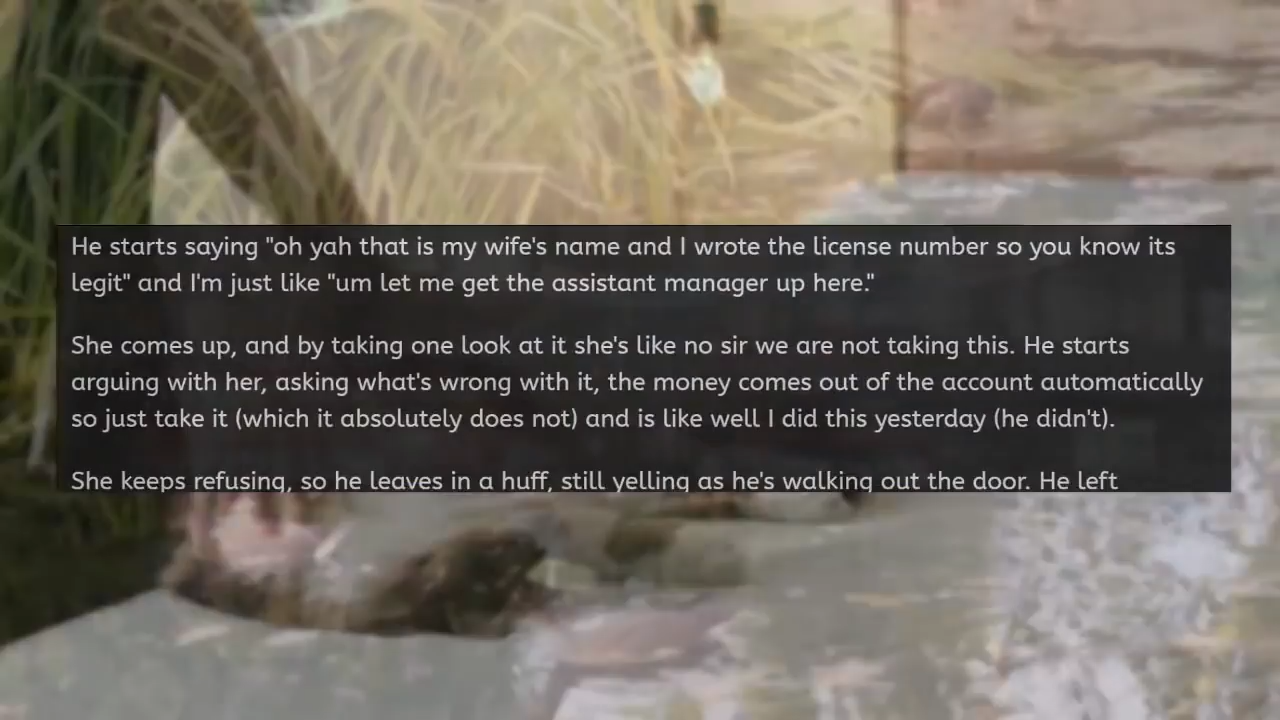 He starts saying "oh yah that is my wife's name and I wrote the license number so you know its
legit" and I'm just like "um let me get the assistant manager up here."
She comes up, and by taking one look at it she's like no sir we are not taking this. He starts
arguing with her, asking what's wrong with it, the money comes out of the account automatically
so just take it (which it absolutely does not) and is like well I did this yesterday (he didn't).
She keeps refusing, so he leaves in a huff, still yelling as he's walking out the door. He left